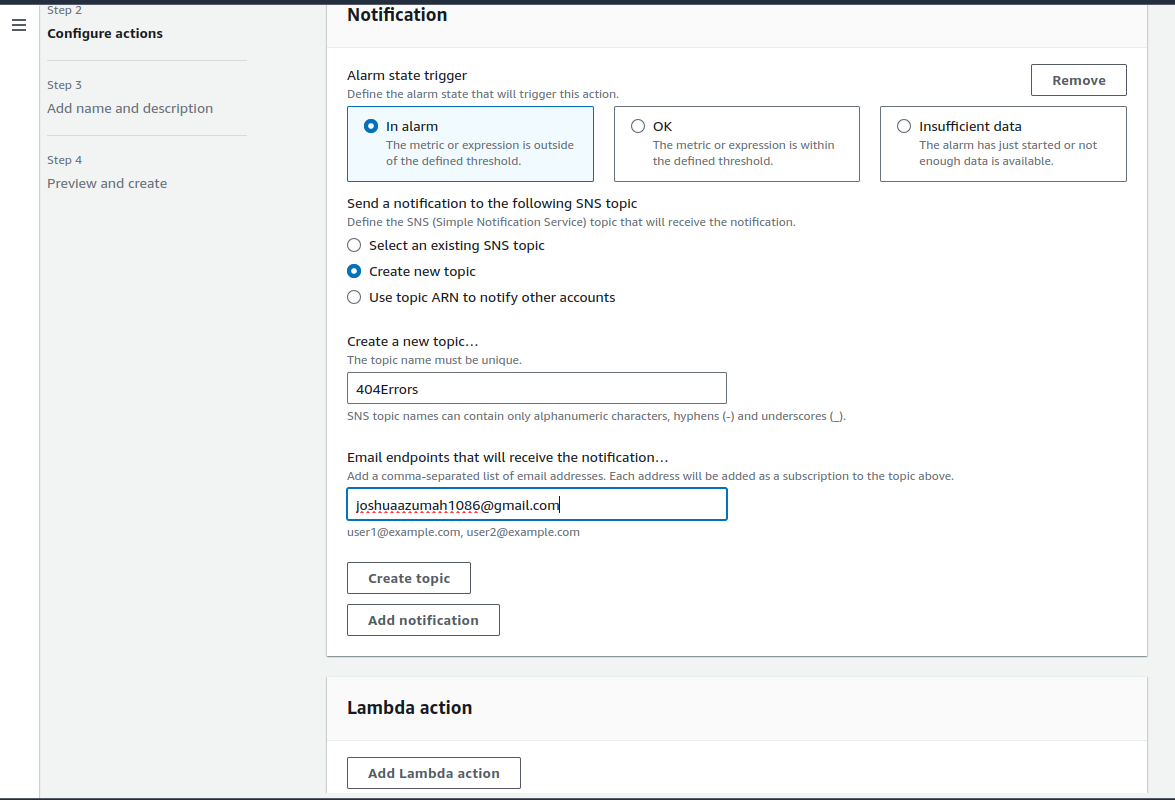 Step 2
Configure actions
Step 3
Add name and description
Step 4
Preview and create
Notification
Alarm state trigger
Define the alarm state that will trigger this action.
Remove
In alarm
The metric or expression is outside
of the defined threshold.
OK
The metric or expression is within
the defined threshold.
Insufficient data
The alarm has just started or not
enough data is available.
Send a notification to the following SNS topic
Define the SNS (Simple Notification Service) topic that will receive the notification.
Select an existing SNS topic
Create new topic
Use topic ARN to notify other accounts
Create a new topic…
The topic name must be unique.
404Errors
SNS topic names can contain only alphanumeric characters, hyphens (-) and underscores (_).
Email endpoints that will receive the notification…
Add a comma-separated list of email addresses. Each address will be added as a subscription to the topic above.
joshuaazumah1086@gmail.com
user1@example.com, user2@example.com
Create topic
Add notification
Lambda action
Add Lambda action